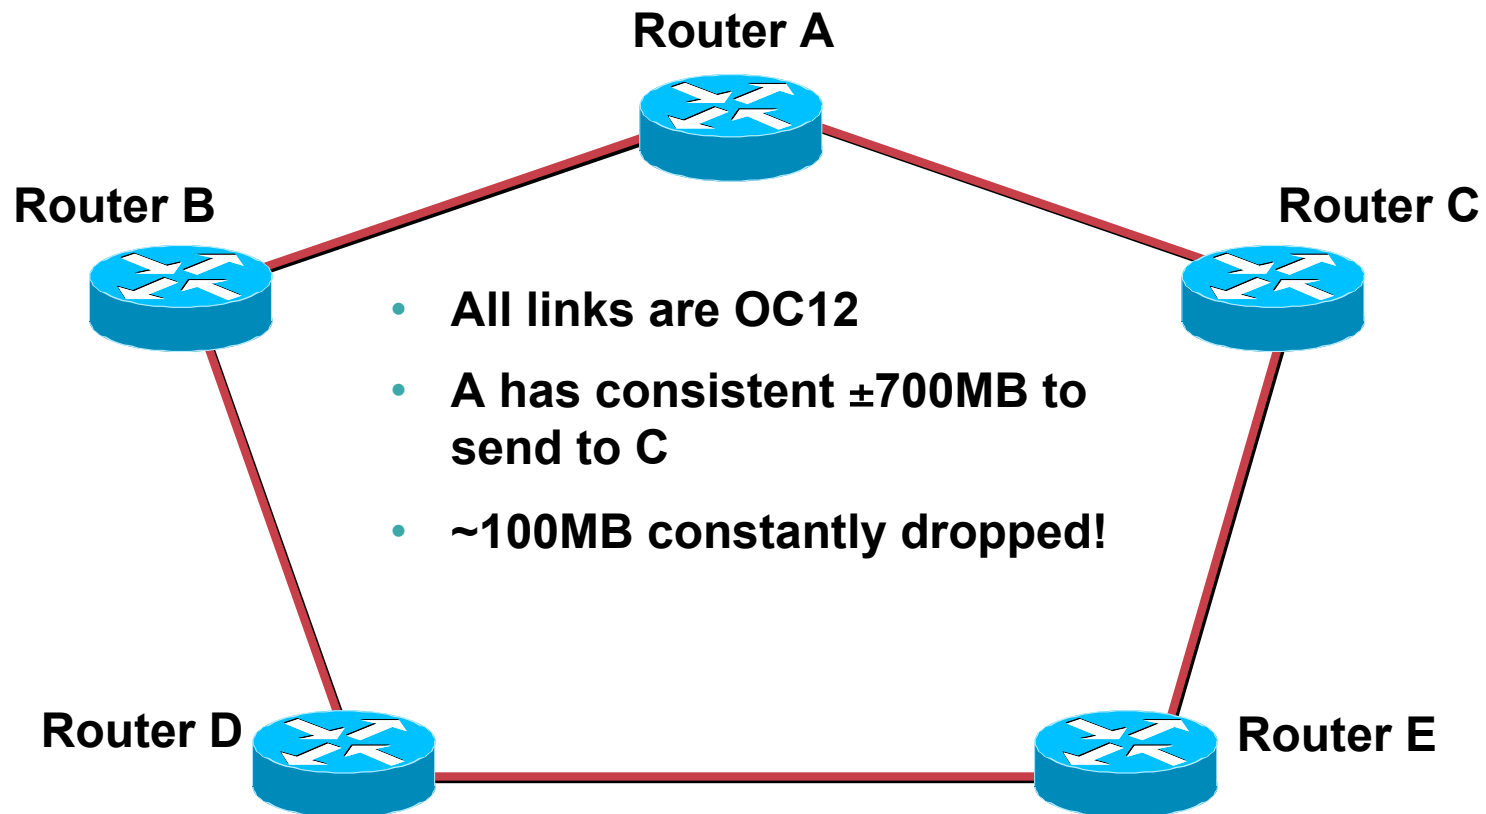 Router A
Router B
Router C
• All links are OC12
• A has consistent ±700MB to
send to C
• ~100MB constantly dropped!
Router D
Router E